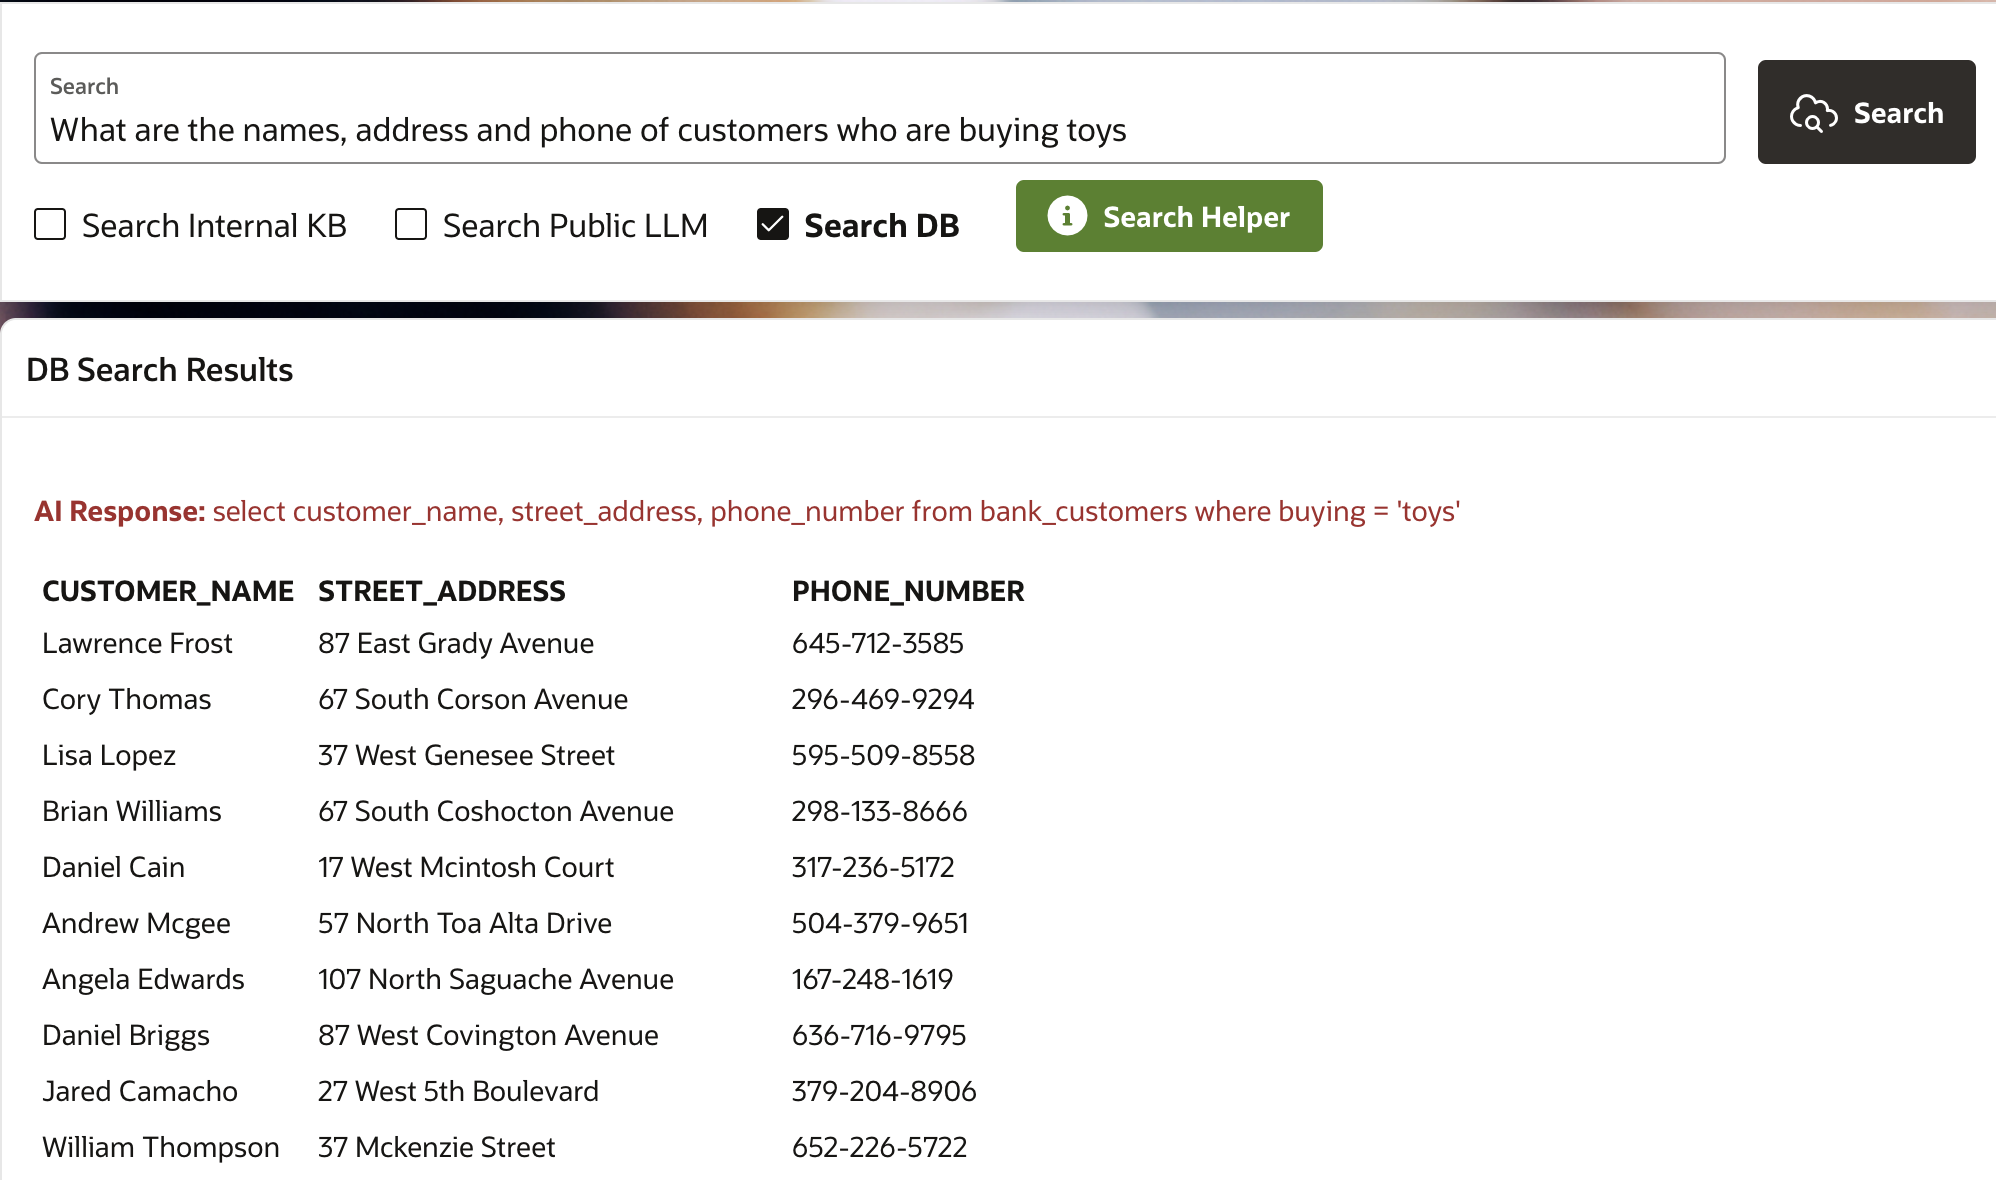 Search
What are the names, address and phone of customers who are buying toys
Search
Search Internal KB Search Public LLM Search DB Search Helper
DB Search Results
AI Response: select customer_name, street_address, phone_number from bank_customers where buying = 'toys'
CUSTOMER_NAME STREET_ADDRESS PHONE_NUMBER
Lawrence Frost 87 East Grady Avenue 645-712-3585
Cory Thomas 67 South Corson Avenue 296-469-9294
Lisa Lopez 37 West Genesee Street 595-509-8558
Brian Williams 67 South Coshocton Avenue 298-133-8666
Daniel Cain 17 West Mcintosh Court 317-236-5172
Andrew Mcgee 57 North Toa Alta Drive 504-379-9651
Angela Edwards 107 North Saguache Avenue 167-248-1619
Daniel Briggs 87 West Covington Avenue 636-716-9795
Jared Camacho 27 West 5th Boulevard 379-204-8906
William Thompson 37 Mckenzie Street 652-226-5722